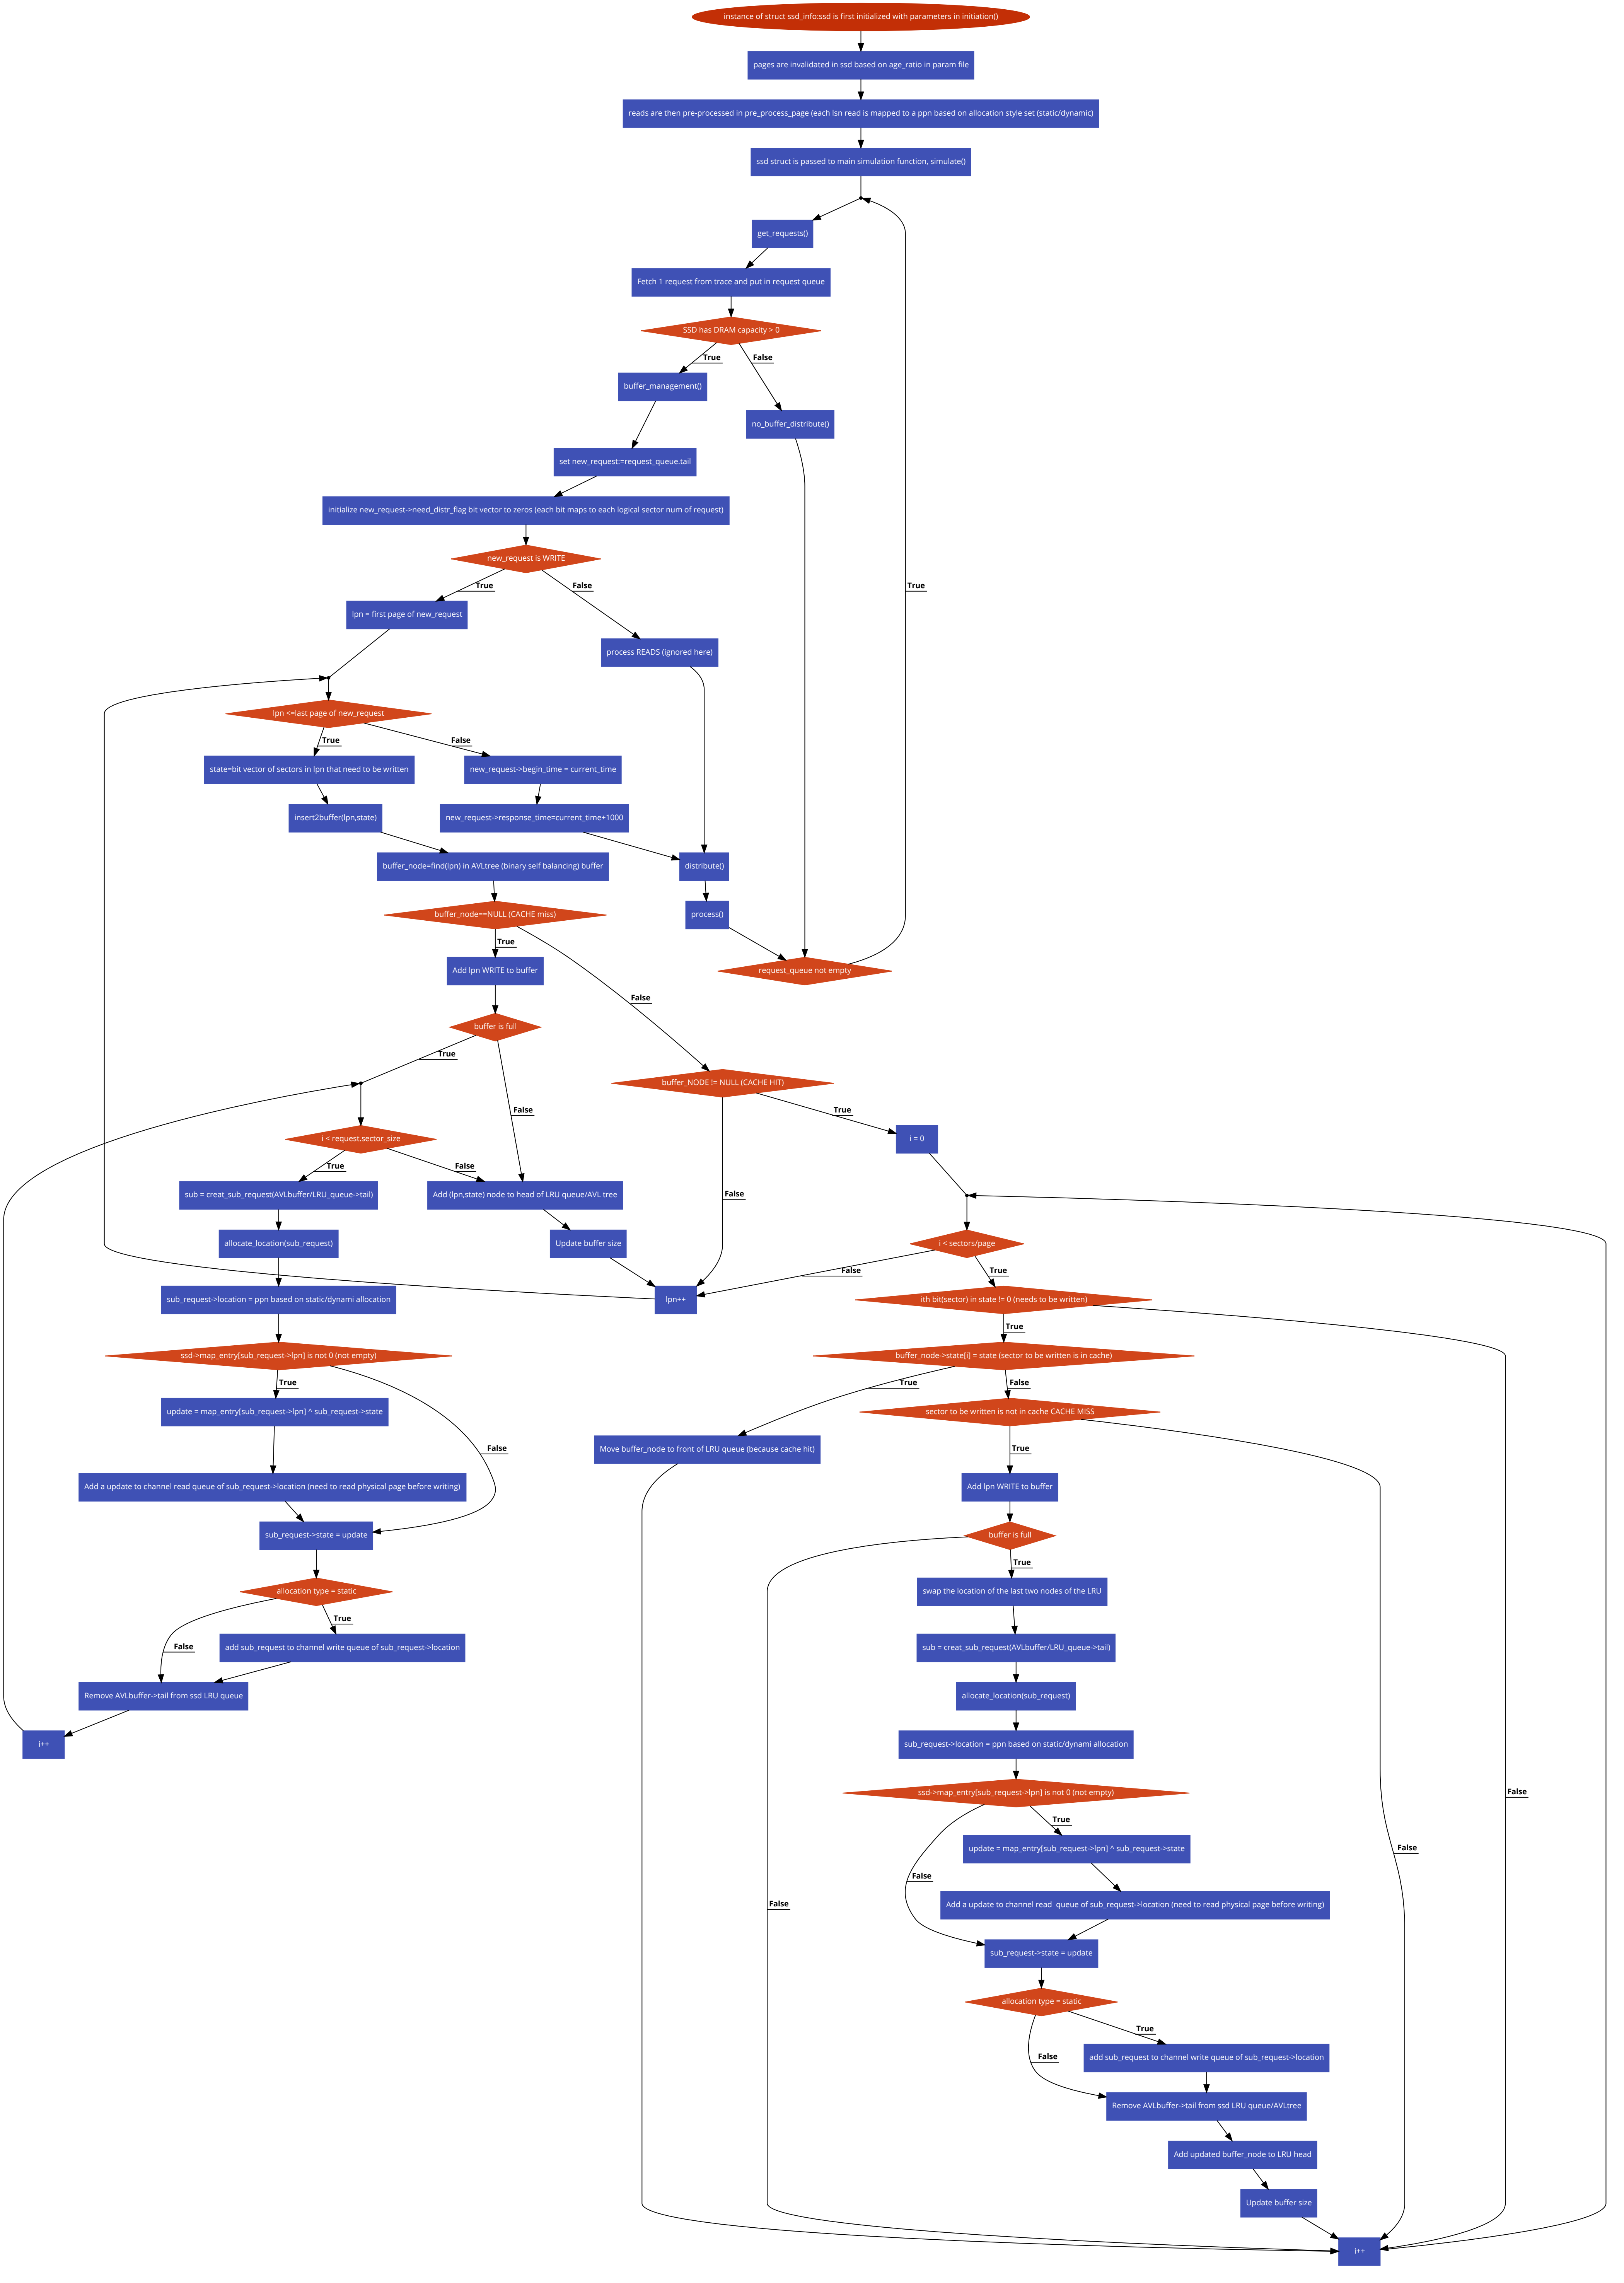 instance of struct ssd_info:ssd is first initialized with parameters in initiation()
pages are invalidated in ssd based on age_ratio in param file
reads are then pre-processed in pre_process_page (each lsn read is mapped to a ppn based on allocation style set (static/dynamic)
ssd struct is passed to main simulation function, simulate()
get_requests()
Fetch 1 request from trace and put in request queue
SSD has DRAM capacity > 0
True
False
buffer_management()
no_buffer_distribute()
set new_request:=request_queue.tail
initialize new_request->need_distr_flag bit vector to zeros (each bit maps to each logical sector num of request)
new_request is WRITE
True
False
True
lpn = first page of new_request
process READS (ignored here)
lpn <=last page of new_request
True
False
state=bit vector of sectors in lpn that need to be written
new_request->begin_time = current_time
insert2buffer(lpn,state)
new_request->response_time=current_time+1000
buffer_node=find(lpn) in AVLtree (binary self balancing) buffer
distribute()
buffer_node==NULL (CACHE miss)
process()
True
Add lpn WRITE to buffer
request_queue not empty
False
buffer is full
True
buffer_NODE != NULL (CACHE HIT)
False
True
i < request.sector_size
i = 0
True
False
sub = creat_sub_request(AVLbuffer/LRU_queue->tail)
Add (lpn,state) node to head of LRU queue/AVL tree
False
allocate_location(sub_request)
Update buffer size
i < sectors/page
False
True
sub_request->location = ppn based on static/dynami allocation
lpn++
ith bit(sector) in state != 0 (needs to be written)
True
ssd->map_entry[sub_request->lpn] is not 0 (not empty)
buffer_node->state[i] = state (sector to be written is in cache)
True
True
False
update = map_entry[sub_request->lpn] ^ sub_request->state
sector to be written is not in cache CACHE MISS
False
Move buffer_node to front of LRU queue (because cache hit)
True
Add a update to channel read queue of sub_request->location (need to read physical page before writing)
Add lpn WRITE to buffer
sub_request->state = update
buffer is full
True
allocation type = static
swap the location of the last two nodes of the LRU
True
False
add sub_request to channel write queue of sub_request->location
sub = creat_sub_request(AVLbuffer/LRU_queue->tail)
Remove AVLbuffer->tail from ssd LRU queue
allocate_location(sub_request)
i++
sub_request->location = ppn based on static/dynami allocation
ssd->map_entry[sub_request->lpn] is not 0 (not empty)
False
True
update = map_entry[sub_request->lpn] ^ sub_request->state
False
False
False
Add a update to channel read  queue of sub_request->location (need to read physical page before writing)
sub_request->state = update
allocation type = static
True
False
add sub_request to channel write queue of sub_request->location
Remove AVLbuffer->tail from ssd LRU queue/AVLtree
Add updated buffer_node to LRU head
Update buffer size
i++